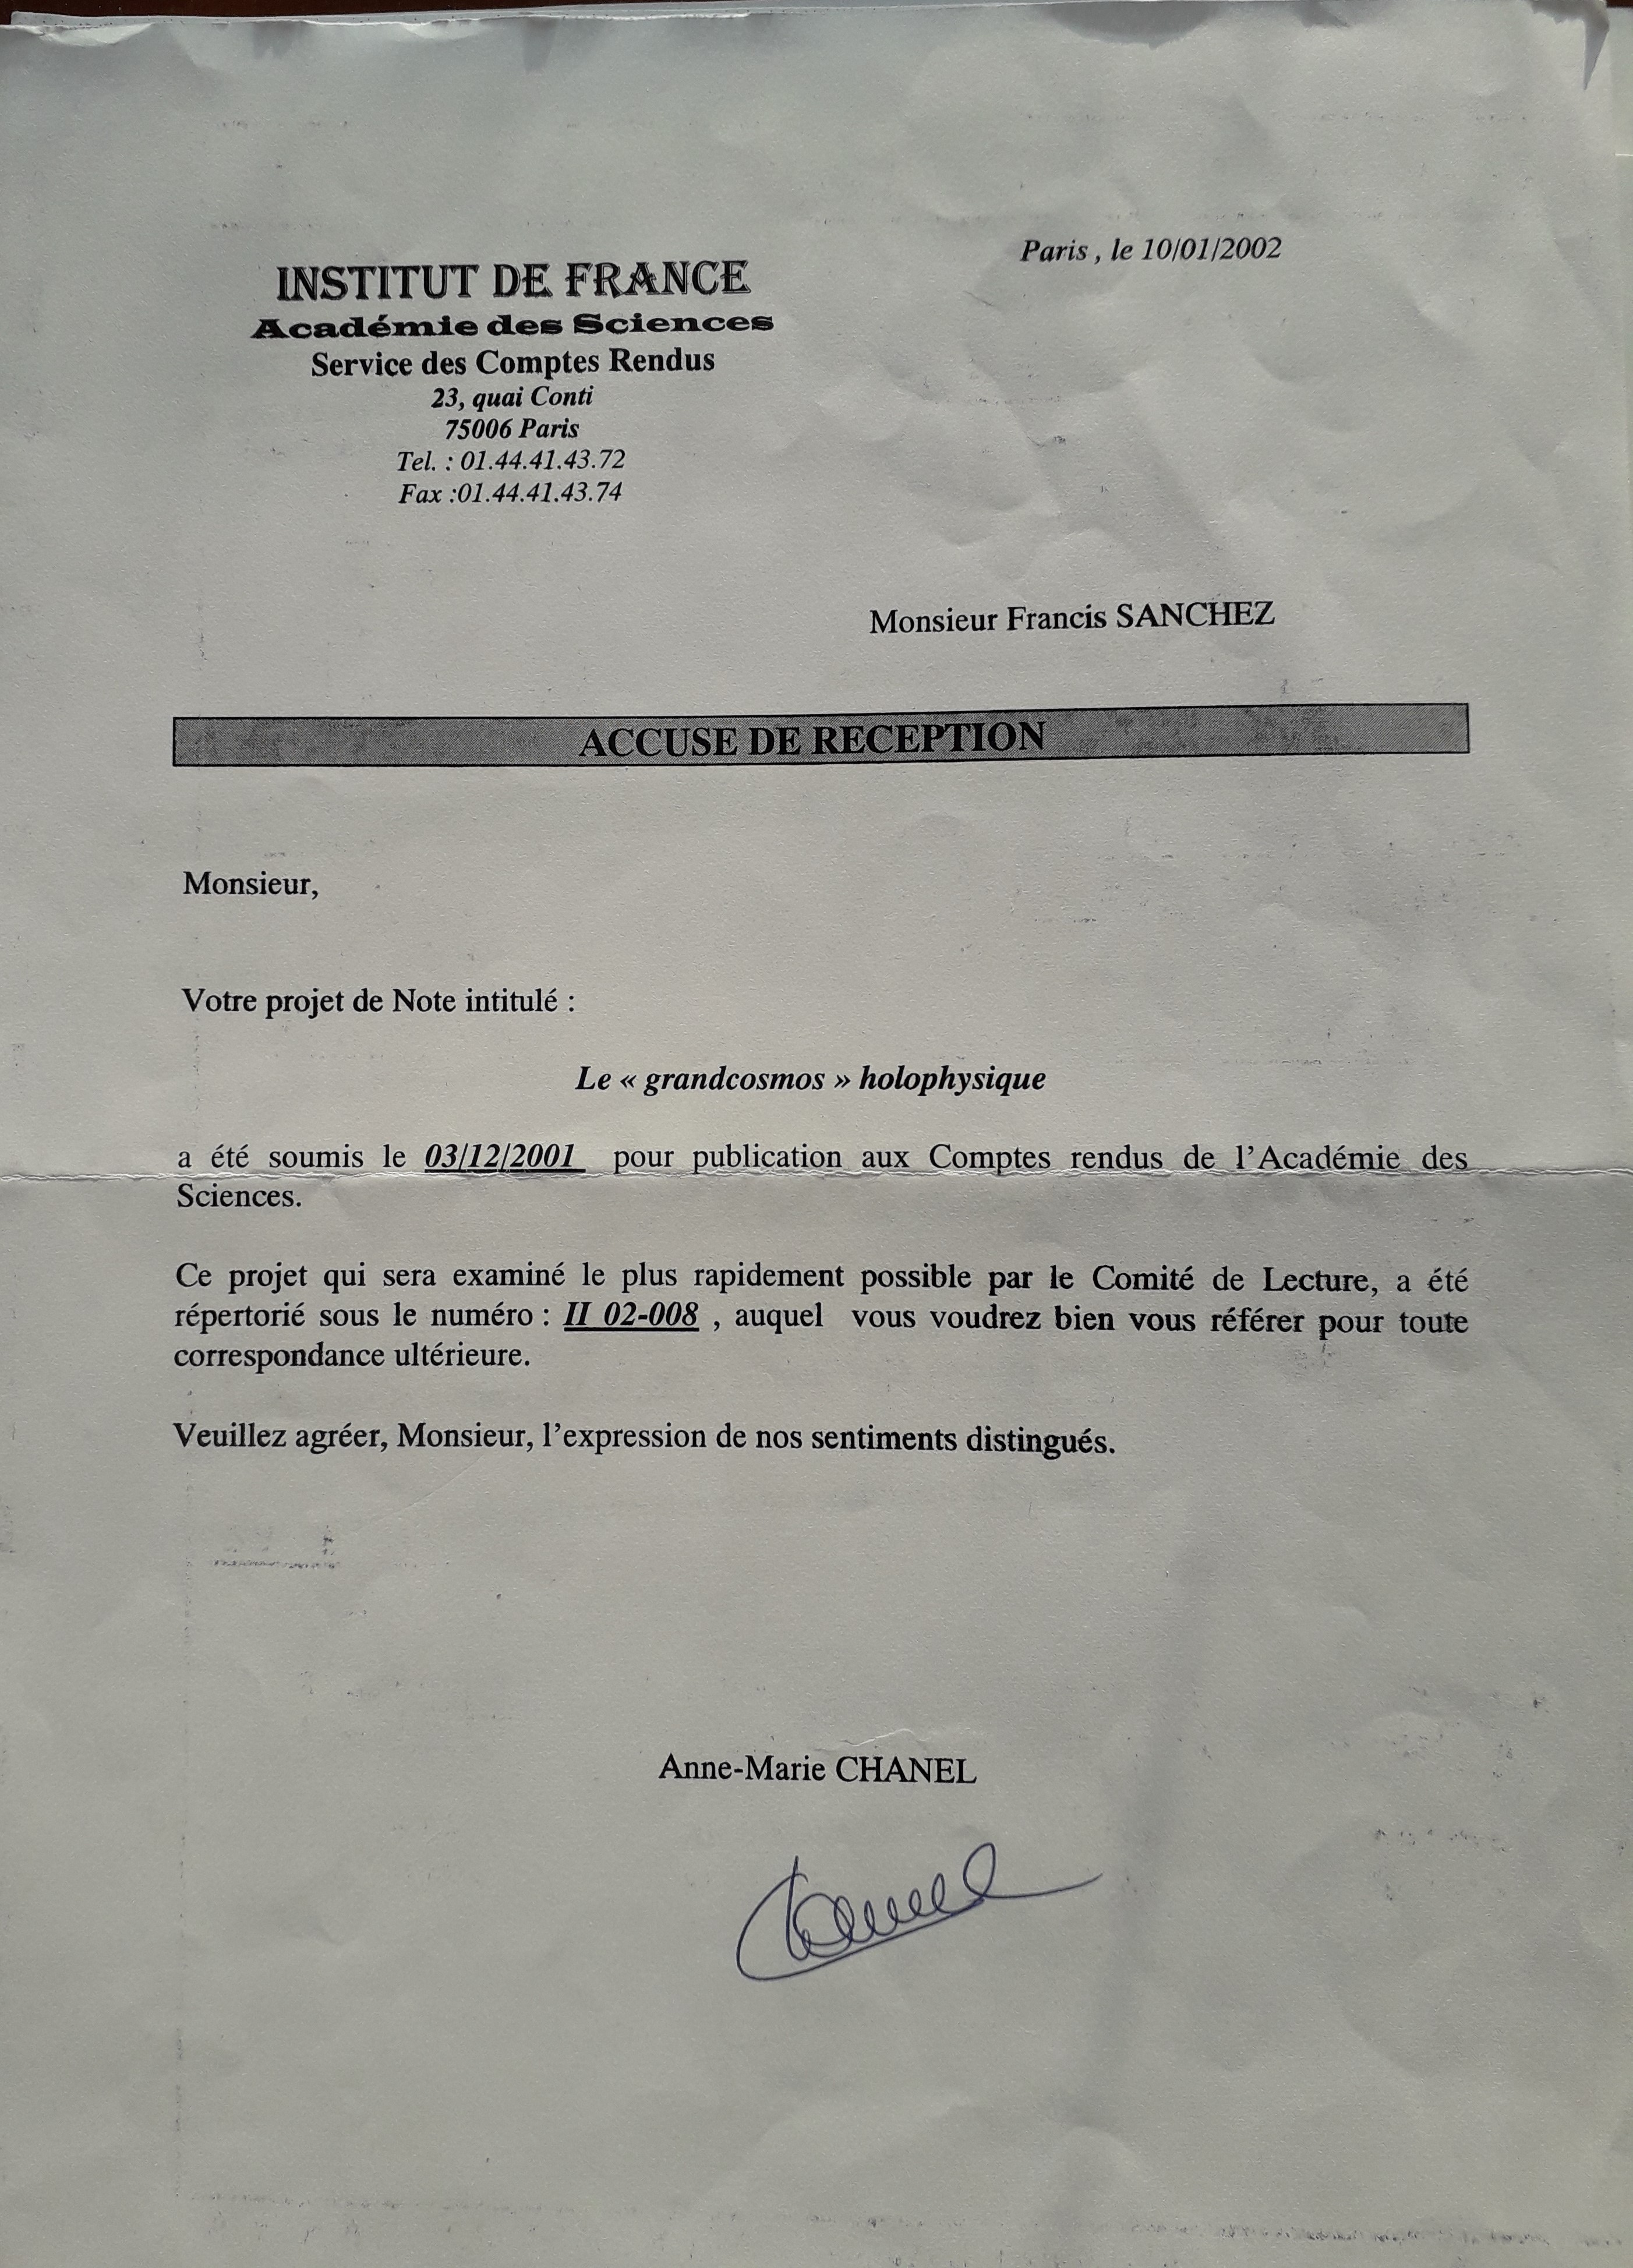 Paris , le 10/01/2002
INSTITUT DE FRANCE
Académie des Sciences
Service des Comptes Rendus
23, quai Conti
75006 Paris
Tel. : 01.44.41.43.72
Fax :01.44.41.43.74
Monsieur Francis SANCHEZ
ACCUSE DE RECEPTION
Monsieur,
Votre projet de Note intitulé :
Le « grandcosmos » holophysique
a été soumis le 03/12/2001 pour publication aux Comptes rendus de l'Académie des
Sciences.
Ce projet qui sera examiné le plus rapidement possible par le Comité de Lecture, a été
répertorié sous le numéro : II 02-008 , auquel vous voudrez bien vous référer pour toute
correspondance ultérieure.
Veuillez agréer, Monsieur, l'expression de nos sentiments distingués.
Anne-Marie CHANEL